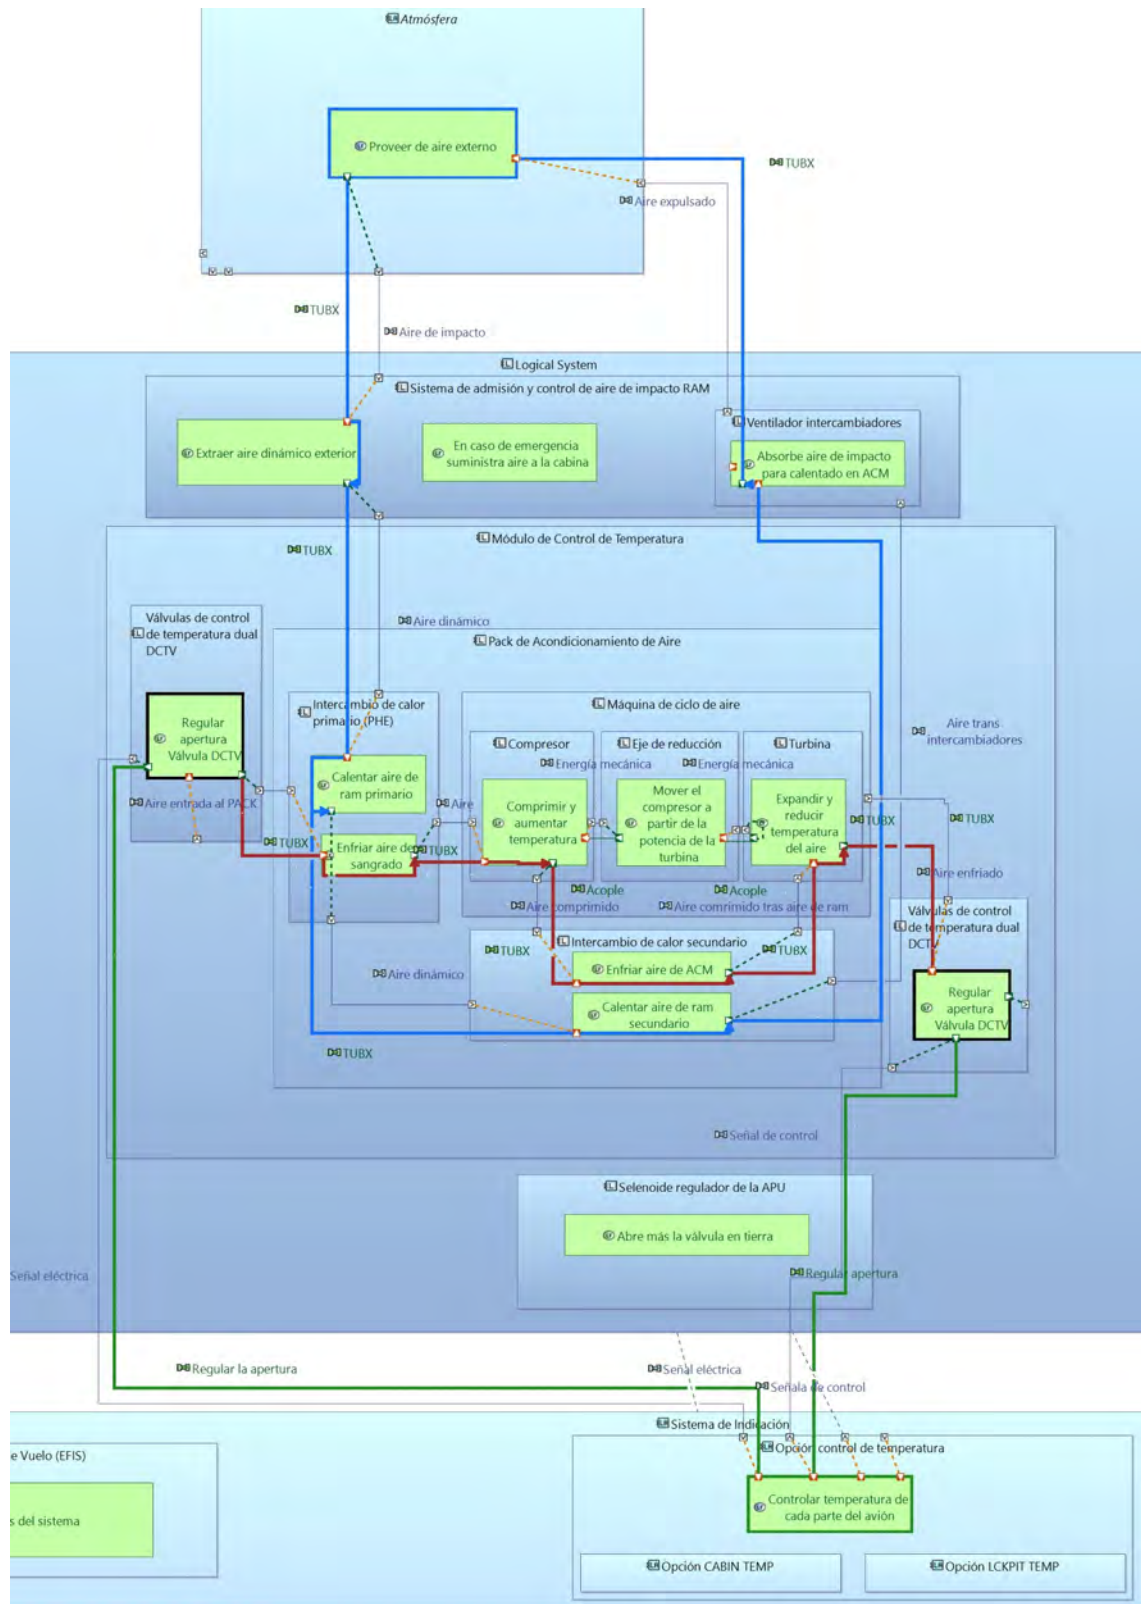 Atmósfera
Proveer de aire externo
TUBX
Aire expulsado
TUBX
Aire de impacto
Logical System
Sistema de admisión y control de aire de impacto RAM
Ventilador intercambiadores
Extraer aire dinámico exterior
En caso de emergencia
suministra aire a la cabina
Absorbe aire de impacto
para calentado en ACM
Módulo de Control de Temperatura
TUBX
Válvulas de control
de temperatura dual
DCTV
Aire dinámico
Pack de Acondicionamiento de Aire
Intercambio de calor
primario (PHE)
Máquina de ciclo de aire
Regular
apertura
Válvula DCTV
Compresor
Eje de reducción
Turbina
Aire trans
intercambiadores
Energía mecánica
Energía mecánica
Calentar aire de
ram primario
Aire entrada al PACK
Aire
Comprimir y
aumentar
temperatura
Mover el
compresor a
partir de la
potencia de la
turbina
Expandir y
reducir
temperatura
del aire
TUBX
TUBX
TUBX
Enfriar aire de
sangrado
TUBX
Aire enfriado
Acople
Acople
Aire comprimido
Aire comrimido tras aire de ram
Válvulas de control
de temperatura dual
DCTV
TUBX
Intercambio de calor secundario
TUBX
Aire dinámico
Enfriar aire de ACM
Calentar aire de ram
secundario
Regular
apertura
Válvula DCTV
TUBX
Señal de control
Selenoide regulador de la APU
Abre más la válvula en tierra
Señal eléctrica
Regular apertura
Regular la apertura
Señal eléctrica
Señala de control
Sistema de Indicación
Opción control de temperatura
e Vuelo (EFIS)
Controlar temperatura de
cada parte del avión
s del sistema
Opción CABIN TEMP
Opción LCKPIT TEMP